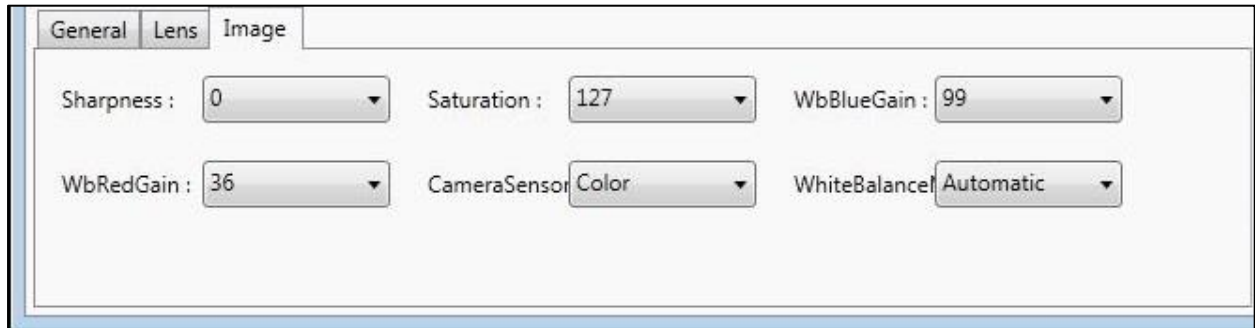 General Lens Image
Sharpness : 0 Saturation : 127 WbBlueGain : 99
WbRedGain : 36 CameraSensor Color WhiteBalance Automatic